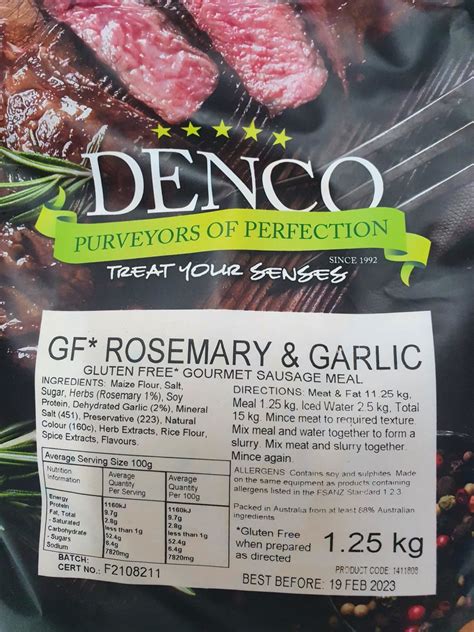 DENCO
PURVEYORS OF PERFECTION
SINCE 1992
TREAT YOUR SENSES
GF* ROSEMARY & GARLIC
GLUTEN FREE* GOURMET SAUSAGE MEAL
INGREDIENTS: Maize Flour, Salt,
Sugar, Herbs (Rosemary 1%), Soy
Protein, Dehydrated Garlic (2%), Mineral
Salt (451), Preservative (223), Natural
Colour (160c), Herb Extracts, Rice Flour,
Spice Extracts, Flavours.
DIRECTIONS: Meat & Fat 11.25 kg,
Meal 1.25 kg, Iced Water 2.5 kg, Total
15 kg. Mince meat to required texture.
Mix meal and water together to form a
slurry. Mix meat and slurry together.
Mince again.
Average Serving Size 100g
Nutrition Information Average Quantity Per Serving Average Quantity Per 100g
Energy 1160kJ 1160kJ
Protein 9.7g 9.7g
Fat, Total 2.8g 2.8g
- Saturated less than 1g less than 1g
Carbohydrate 52.4g 52.4g
- Sugars 6.4g 6.4g
Sodium 7820mg 7820mg
ALLERGENS: Contains soy and sulphites. Made
on the same equipment as products containing
allergens listed in the FSANZ Standard 1.2.3.
Packed in Australia from at least 68% Australian
ingredients
*Gluten Free
when prepared
as directed
1.25 kg
PRODUCT CODE: 1411808
BATCH:
CERT NO.: F2108211
BEST BEFORE: 19 FEB 2023